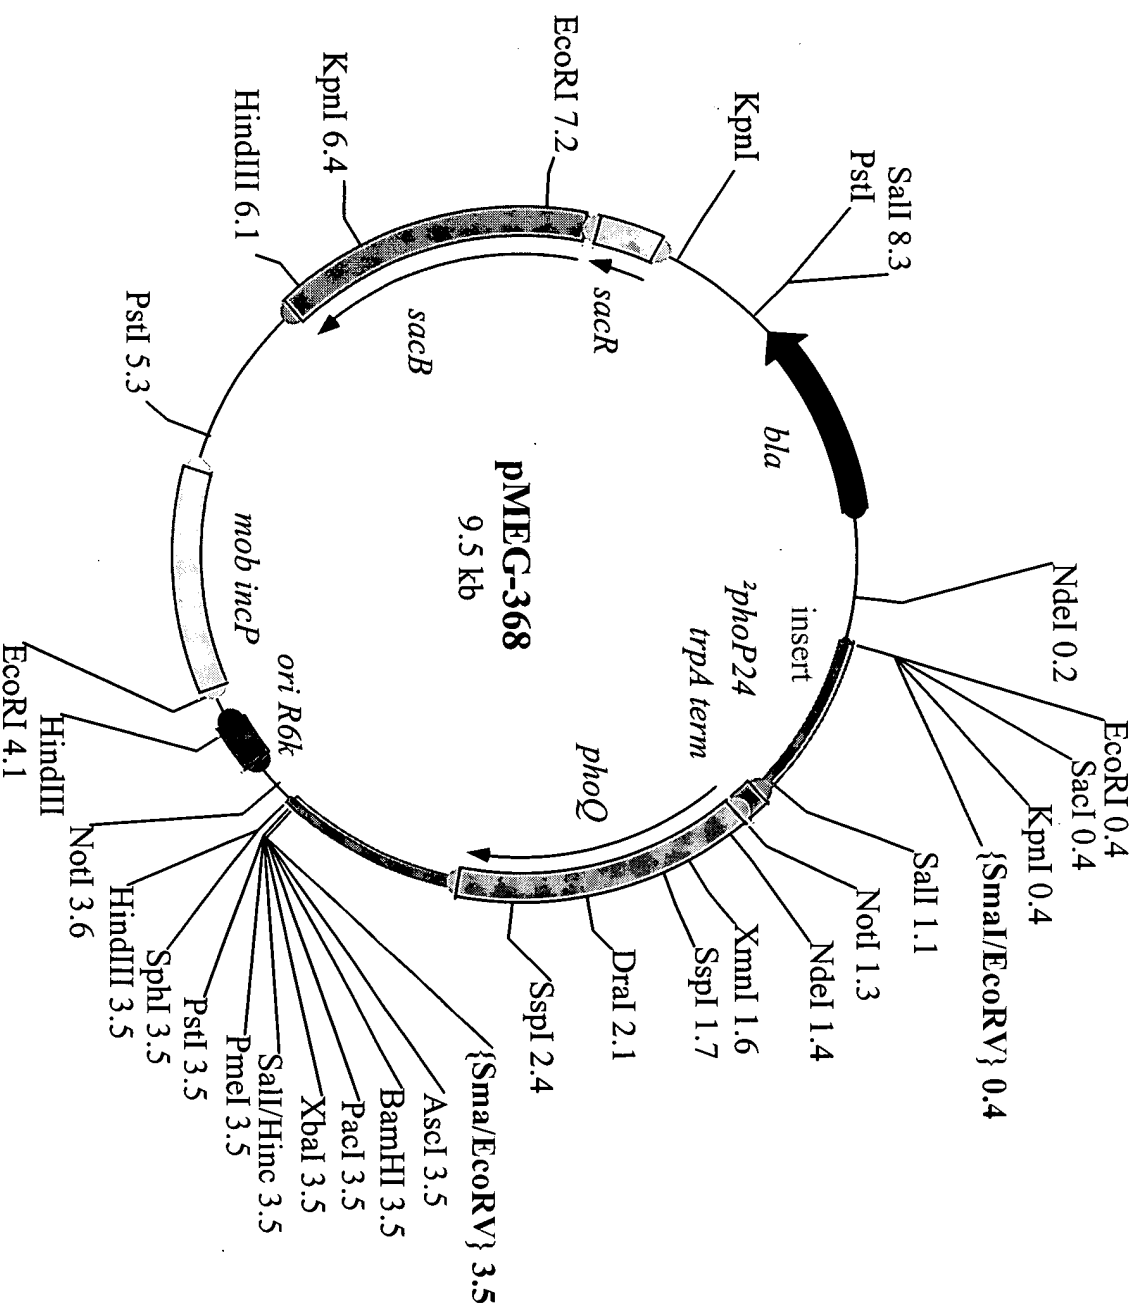 pMEG-368
9.5 kb
NdeI 0.2
EcoRI 0.4
SacI 0.4
KpnI 0.4
{SmaI/EcoRV} 0.4
SalI 1.1
NotI 1.3
NdeI 1.4
XmnI 1.6
SspI 1.7
DraI 2.1
SspI 2.4
{Sma/EcoRV} 3.5
AscI 3.5
BamHI 3.5
PacI 3.5
XbaI 3.5
SalI/Hinc 3.5
PmeI 3.5
PstI 3.5
SphI 3.5
HindIII 3.5
NotI 3.6
HindIII
EcoRI 4.1
PstI 5.3
HindIII 6.1
KpnI 6.4
EcoRI 7.2
KpnI
PstI
SalI 8.3
bla
insert
²phoP24
trpA term
phoQ
ori R6k
mob incP
sacB
sacR